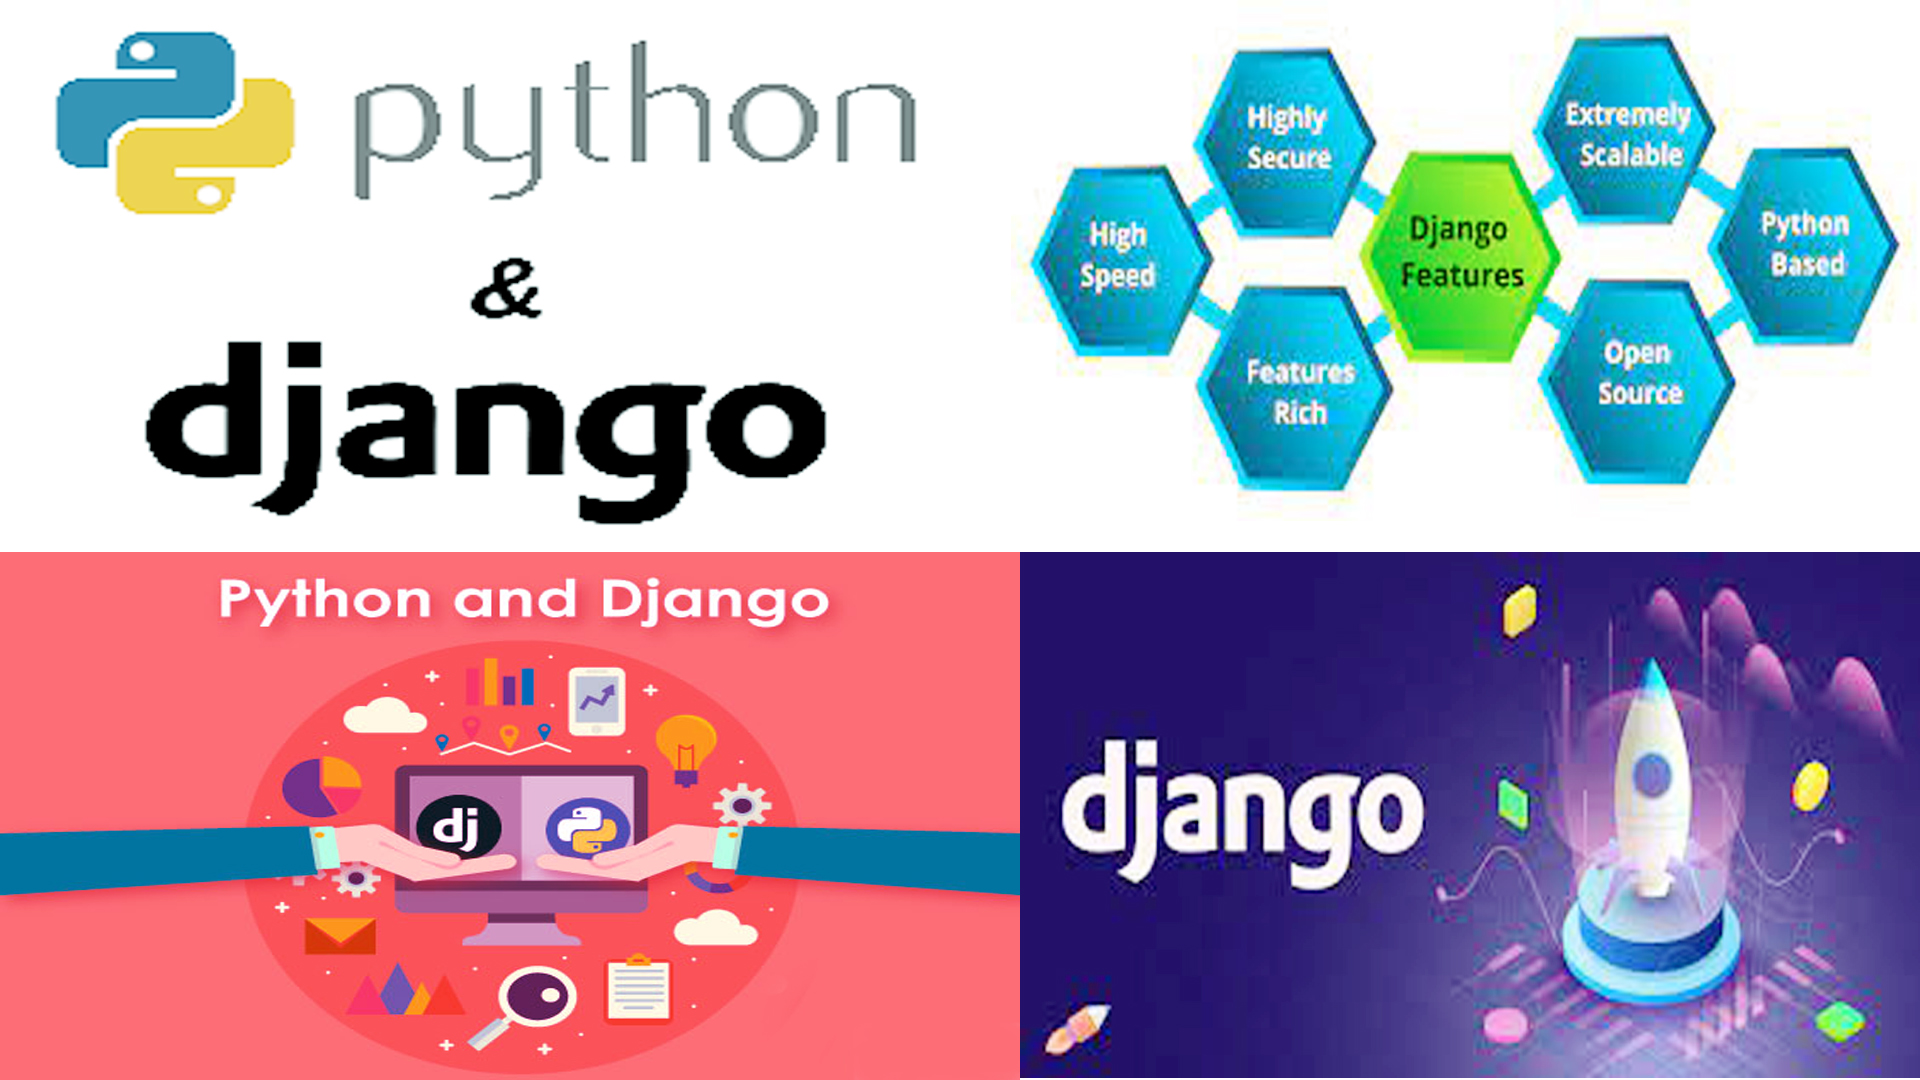 python
&
django
Highly
Secure
Extremely
Scalable
High
Speed
Django
Features
Python
Based
Features
Rich
Open
Source
Python and Django
dj
django